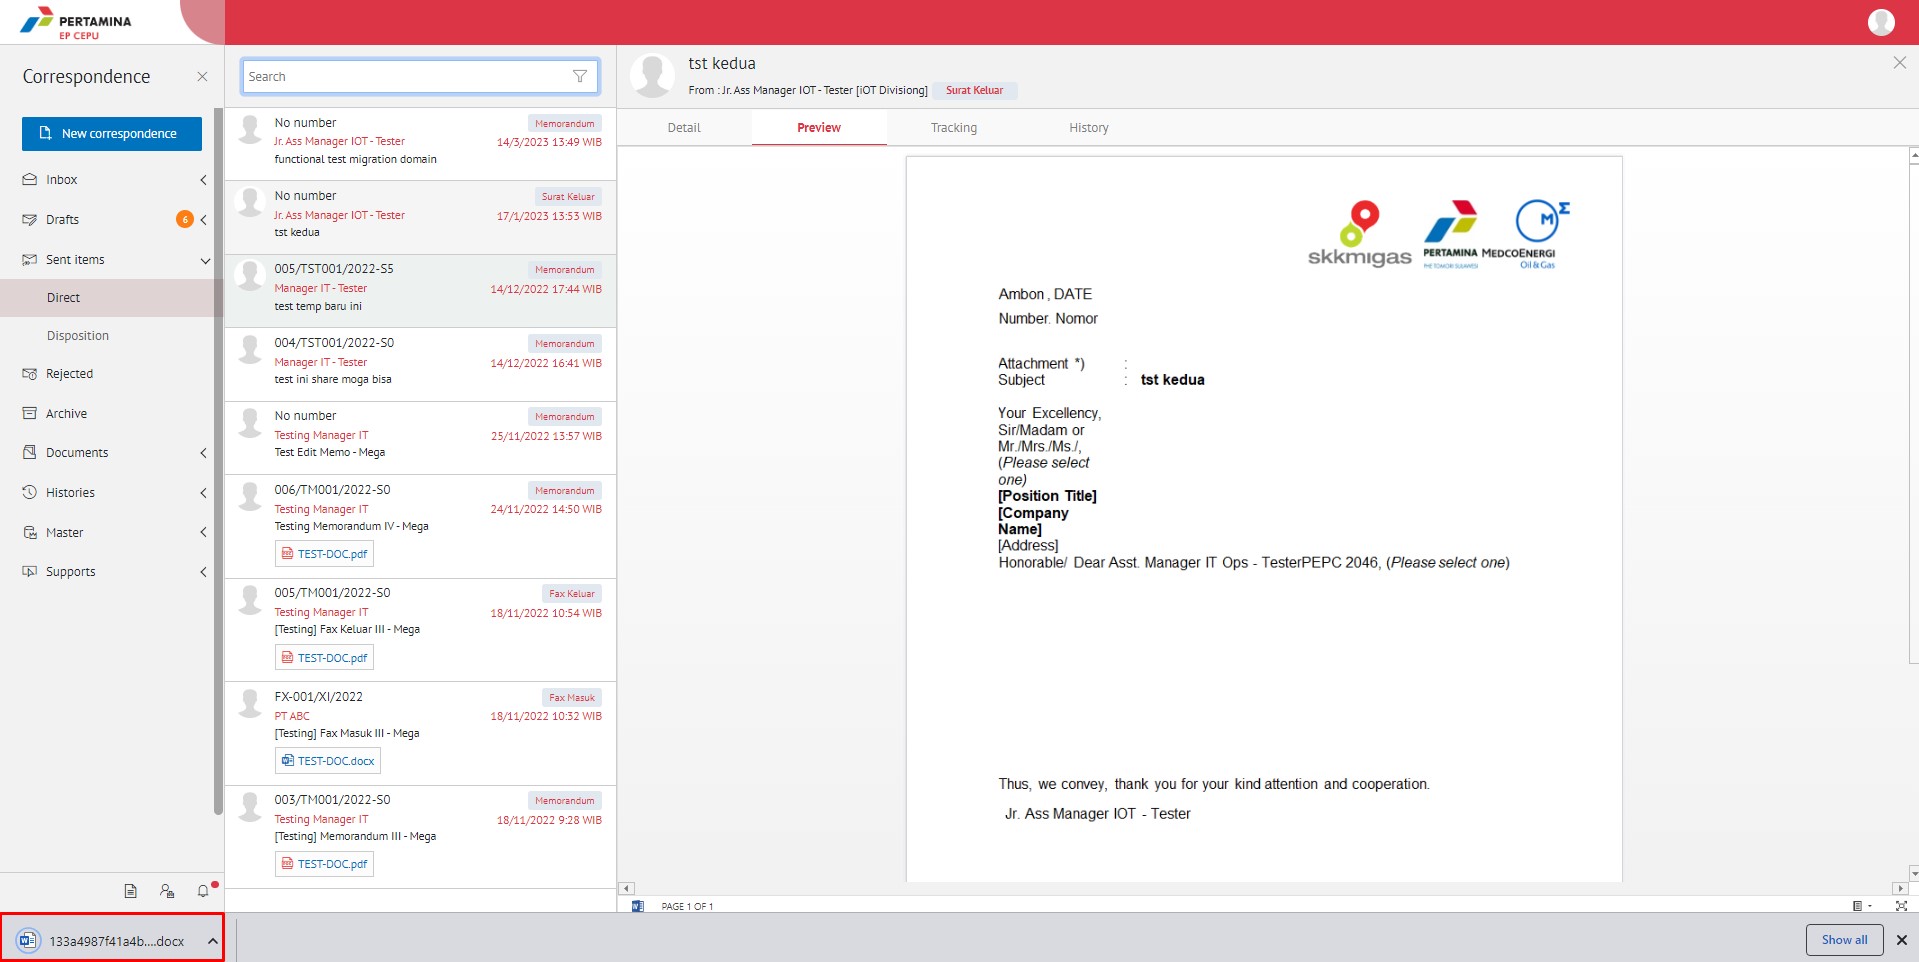 PERTAMINA
EP CEPU
Correspondence
New correspondence
Inbox
Drafts
6
Sent items
Direct
Disposition
Rejected
Archive
Documents
Histories
Master
Supports
133a4987f41a4b....docx
Search
No number
Memorandum
Jr. Ass Manager IOT - Tester
14/3/2023 13:49 WIB
functional test migration domain
No number
Surat Keluar
Jr. Ass Manager IOT - Tester
17/1/2023 13:53 WIB
tst kedua
005/TST001/2022-S5
Memorandum
Manager IT - Tester
14/12/2022 17:44 WIB
test temp baru ini
004/TST001/2022-S0
Memorandum
Manager IT - Tester
14/12/2022 16:41 WIB
test ini share moga bisa
No number
Memorandum
Testing Manager IT
25/11/2022 13:57 WIB
Test Edit Memo - Mega
006/TM001/2022-S0
Memorandum
Testing Manager IT
24/11/2022 14:50 WIB
Testing Memorandum IV - Mega
TEST-DOC.pdf
005/TM001/2022-S0
Fax Keluar
Testing Manager IT
18/11/2022 10:54 WIB
[Testing] Fax Keluar III - Mega
TEST-DOC.pdf
FX-001/XI/2022
Fax Masuk
PT ABC
18/11/2022 10:32 WIB
[Testing] Fax Masuk III - Mega
TEST-DOC.docx
003/TM001/2022-S0
Memorandum
Testing Manager IT
18/11/2022 9:28 WIB
[Testing] Memorandum III - Mega
TEST-DOC.pdf
tst kedua
From : Jr. Ass Manager IOT - Tester [iOT Divisiong]
Surat Keluar
Detail
Preview
Tracking
History
skkmigas
PERTAMINA
PHE TOMORI SULAWESI
MEDCOENERGI
Oil & Gas
Ambon , DATE
Number. Nomor
Attachment *) :
Subject : tst kedua
Your Excellency,
Sir/Madam or
Mr./Mrs./Ms./,
(Please select
one)
[Position Title]
[Company
Name]
[Address]
Honorable/ Dear Asst. Manager IT Ops - TesterPEPC 2046, (Please select one)
Thus, we convey, thank you for your kind attention and cooperation.
Jr. Ass Manager IOT - Tester
PAGE 1 OF 1
Show all